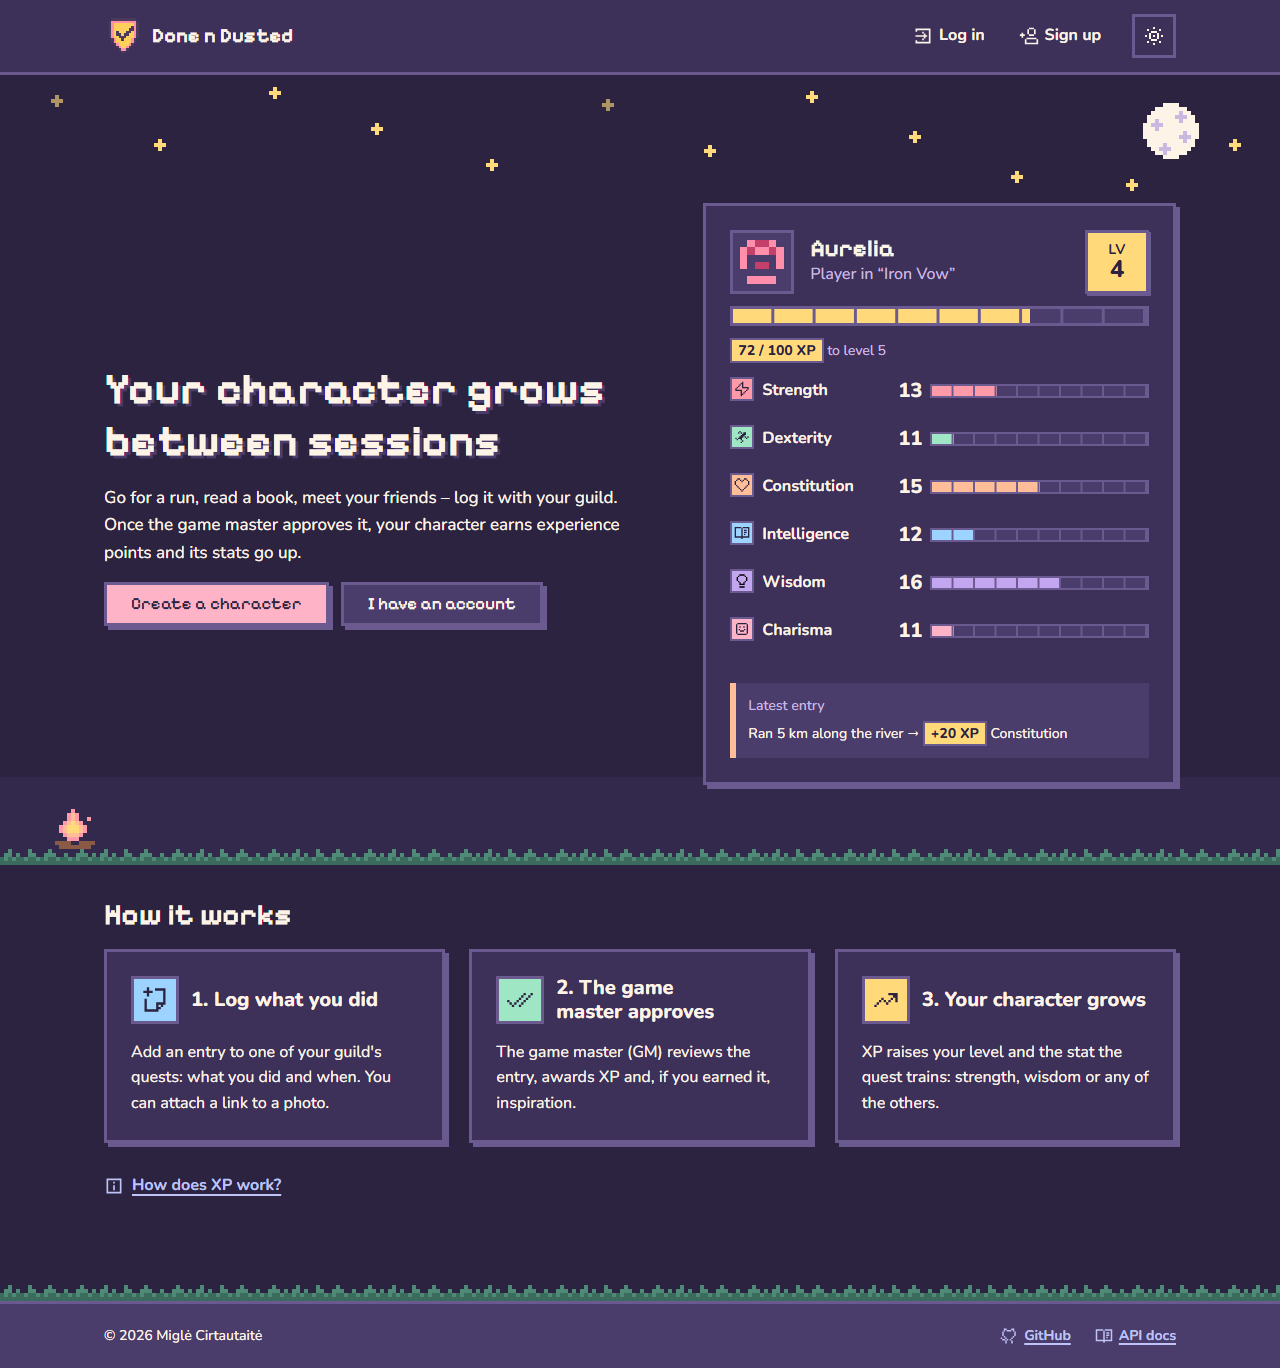 Done n Dusted
Log in
Sign up
Aurelia
Player in “Iron Vow”
LV
4
72 / 100 XP to level 5
Strength 13
Dexterity 11
Constitution 15
Intelligence 12
Wisdom 16
Charisma 11
Latest entry
Ran 5 km along the river → +20 XP Constitution
Your character grows
between sessions
Go for a run, read a book, meet your friends – log it with your guild.
Once the game master approves it, your character earns experience
points and its stats go up.
Create a character
I have an account
How it works
1. Log what you did
Add an entry to one of your guild's
quests: what you did and when. You
can attach a link to a photo.
2. The game
master approves
The game master (GM) reviews the
entry, awards XP and, if you earned it,
inspiration.
3. Your character grows
XP raises your level and the stat the
quest trains: strength, wisdom or any of
the others.
How does XP work?
© 2026 Miglė Cirtautaitė
GitHub
API docs